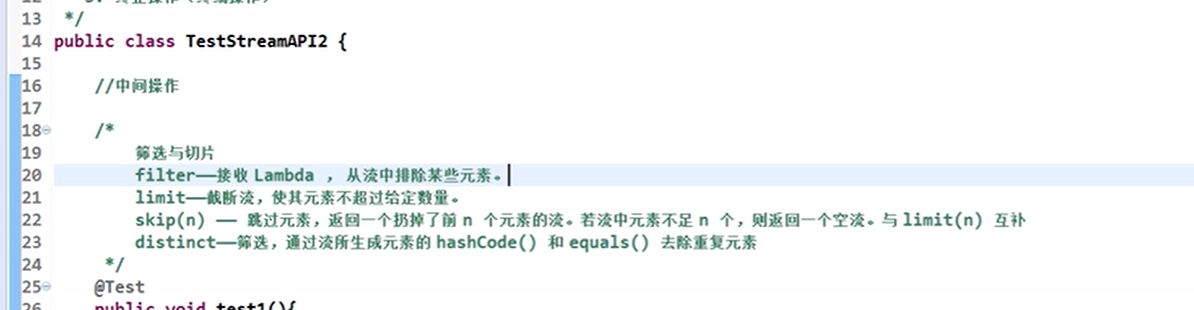 13 */
14 public class TestStreamAPI2 {
15
16 //中间操作
17
18 /*
19 筛选与切片
20 filter——接收 Lambda ， 从流中排除某些元素。
21 limit——截断流，使其元素不超过给定数量。
22 skip(n) —— 跳过元素，返回一个扔掉了前 n 个元素的流。若流中元素不足 n 个，则返回一个空流。与 limit(n) 互补
23 distinct——筛选，通过流所生成元素的 hashCode() 和 equals() 去除重复元素
24 */
25 @Test
26 public void test1(){